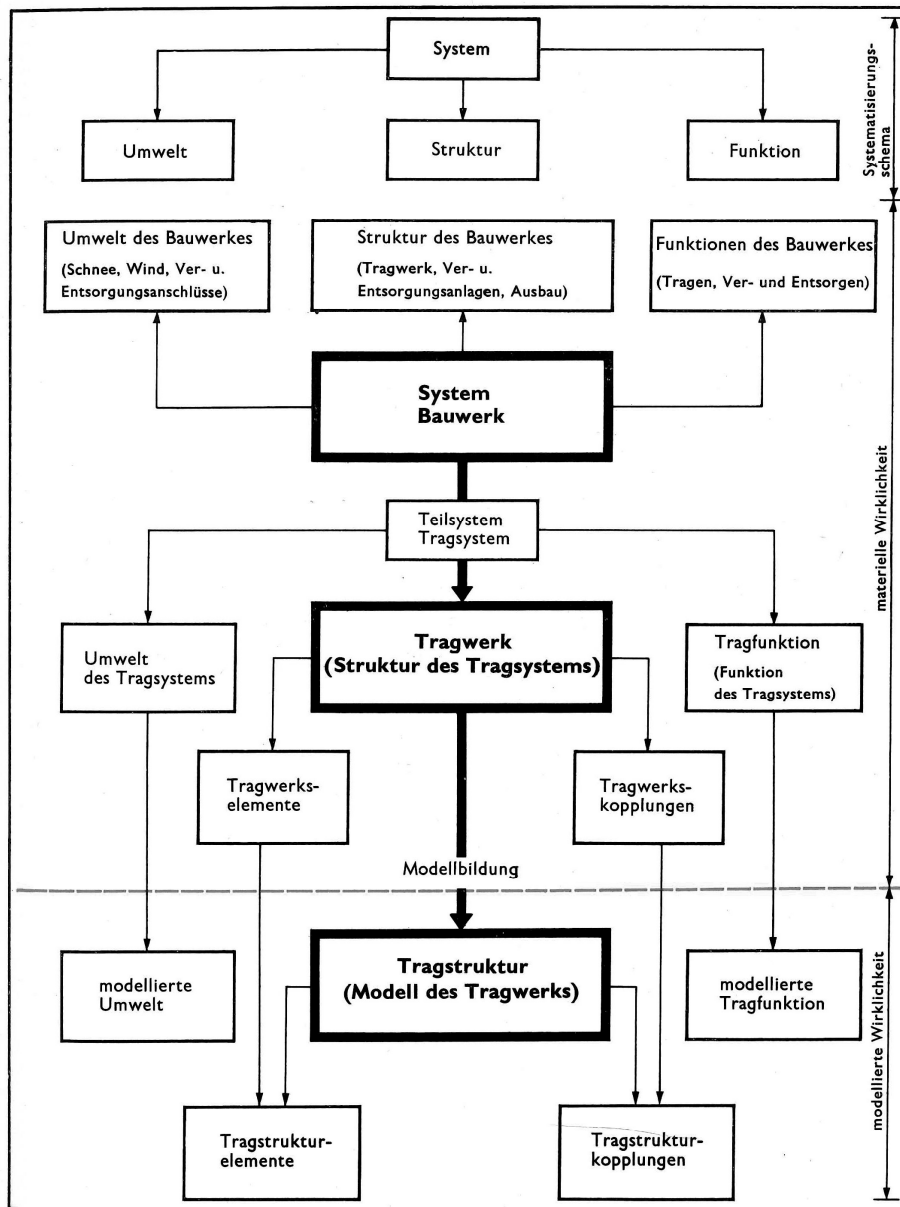 System
Umwelt
Struktur
Funktion
Systematisierungs-
schema
Umwelt des Bauwerkes
(Schnee, Wind, Ver- u.
Entsorgungsanschlüsse)
Struktur des Bauwerkes
(Tragwerk, Ver- u.
Entsorgungsanlagen, Ausbau)
Funktionen des Bauwerkes
(Tragen, Ver- und Entsorgen)
System
Bauwerk
Teilsystem
Tragsystem
materielle Wirklichkeit
Umwelt
des Tragsystems
Tragwerk
(Struktur des Tragsystems)
Tragfunktion
(Funktion
des Tragsystems)
Tragwerks-
elemente
Tragwerks-
kopplungen
Modellbildung
modellierte
Umwelt
Tragstruktur
(Modell des Tragwerks)
modellierte
Tragfunktion
modellierte Wirklichkeit
Tragstruktur-
elemente
Tragstruktur-
kopplungen